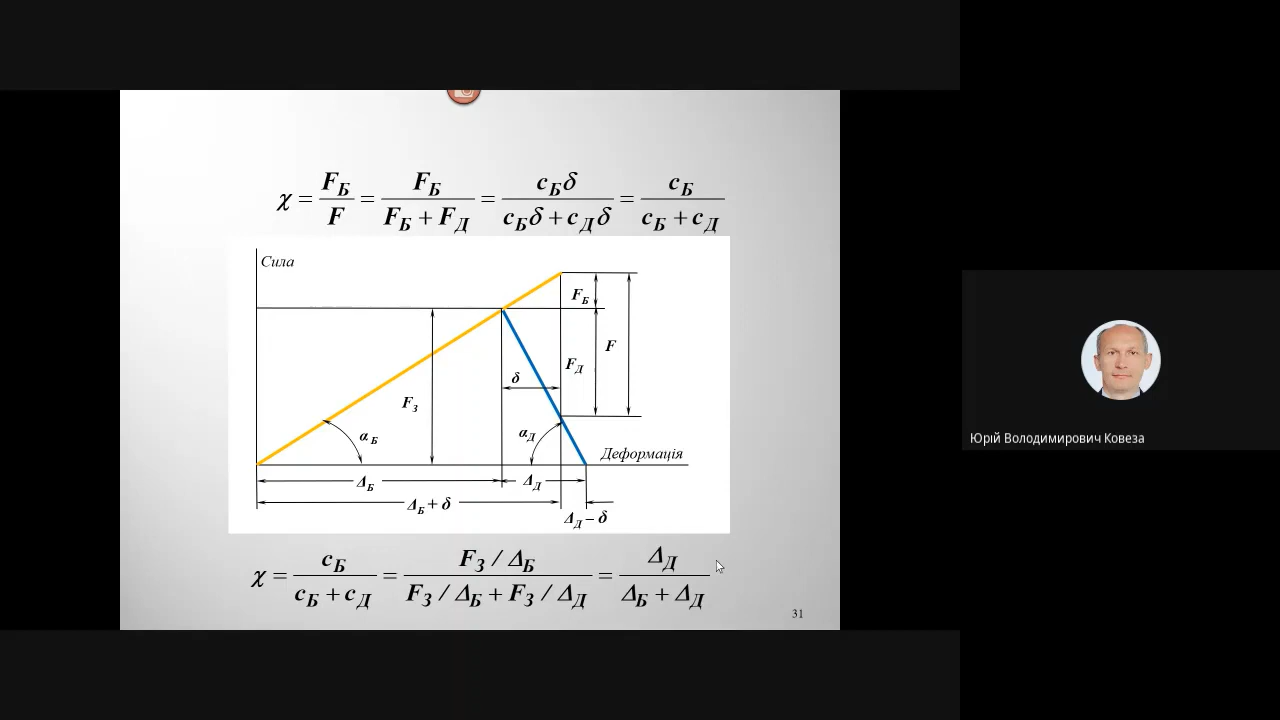 χ = F_Б / F = F_Б / (F_Б + F_Д) = c_Б δ / (c_Б δ + c_Д δ) = c_Б / (c_Б + c_Д)
Сила
F_Б
F
F_Д
δ
F_З
α_Б
α_Д
Деформація
Δ_Б
Δ_Д
Δ_Б + δ
Δ_Д – δ
Юрій Володимирович Ковеза
χ = c_Б / (c_Б + c_Д) = (F_З / Δ_Б) / (F_З / Δ_Б + F_З / Δ_Д) = Δ_Д / (Δ_Б + Δ_Д)
31